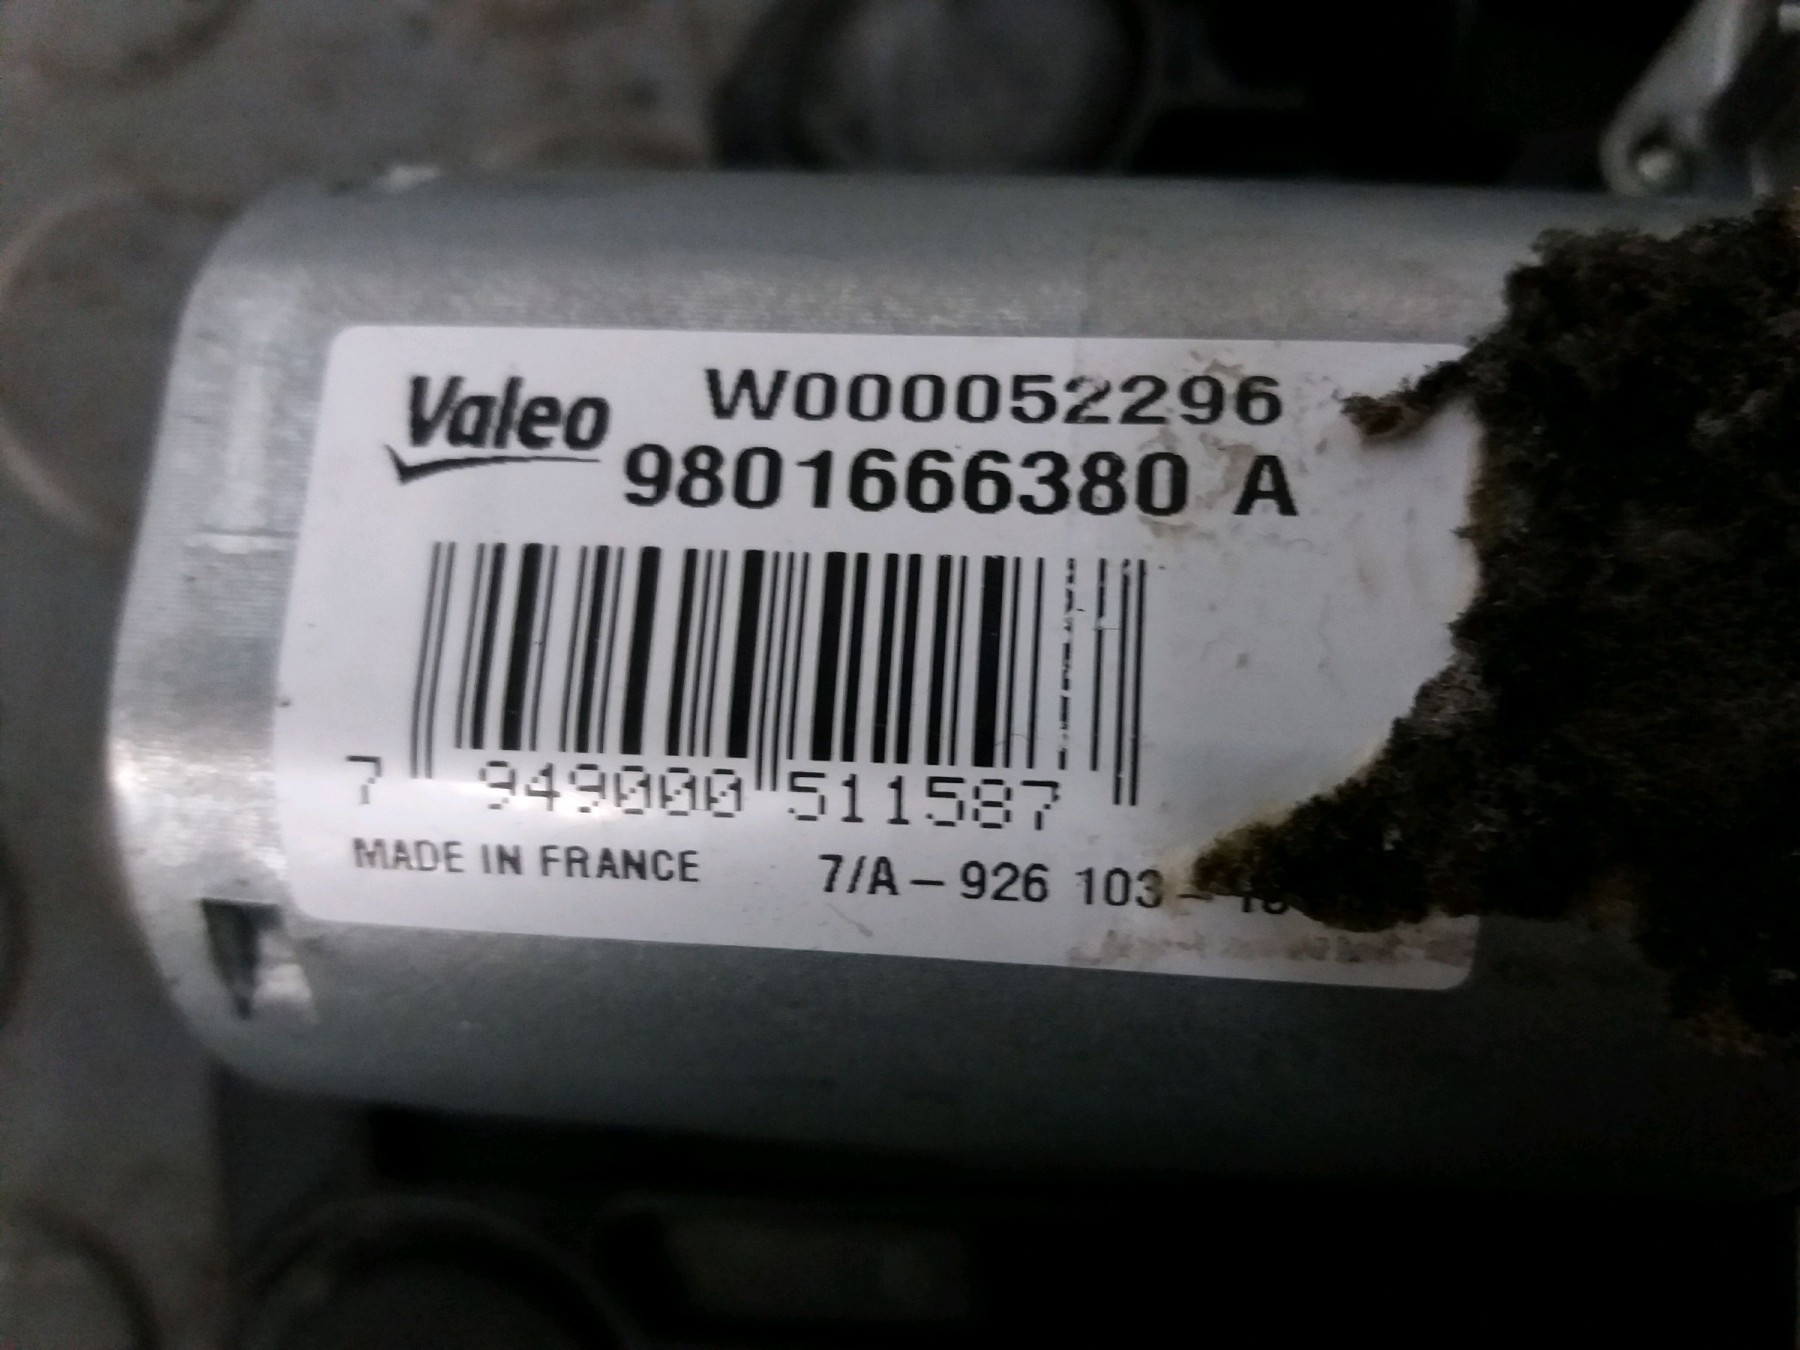 Valeo W000052296
9801666380 A
7 949000 511587
MADE IN FRANCE 7/A - 926 103 -